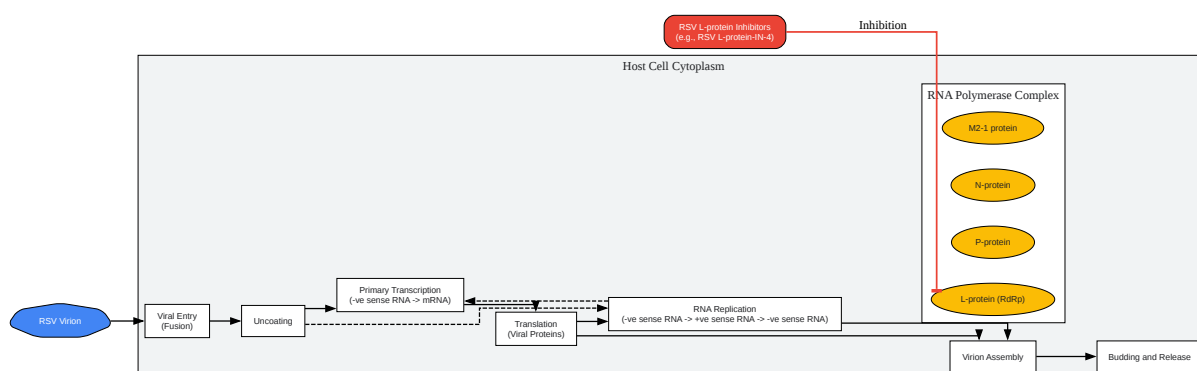 RSV L-protein Inhibitors
(e.g., RSV L-protein-IN-4)
Inhibition
Host Cell Cytoplasm
RNA Polymerase Complex
M2-1 protein
N-protein
P-protein
L-protein (RdRp)
RSV Virion
Viral Entry
(Fusion)
Uncoating
Primary Transcription
(-ve sense RNA -> mRNA)
Translation
(Viral Proteins)
RNA Replication
(-ve sense RNA -> +ve sense RNA -> -ve sense RNA)
Virion Assembly
Budding and Release